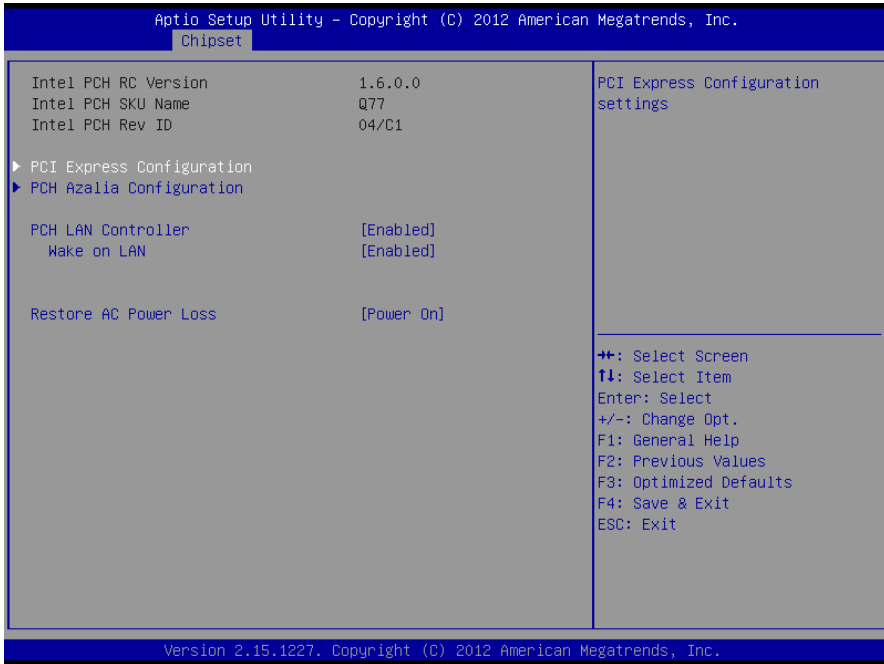 Aptio Setup Utility – Copyright (C) 2012 American Megatrends, Inc.
Chipset
Intel PCH RC Version 1.6.0.0
Intel PCH SKU Name Q77
Intel PCH Rev ID 04/C1
▶ PCI Express Configuration
▶ PCH Azalia Configuration
PCH LAN Controller [Enabled]
Wake on LAN [Enabled]
Restore AC Power Loss [Power On]
PCI Express Configuration
settings
→←: Select Screen
↑↓: Select Item
Enter: Select
+/-: Change Opt.
F1: General Help
F2: Previous Values
F3: Optimized Defaults
F4: Save & Exit
ESC: Exit
Version 2.15.1227. Copyright (C) 2012 American Megatrends, Inc.